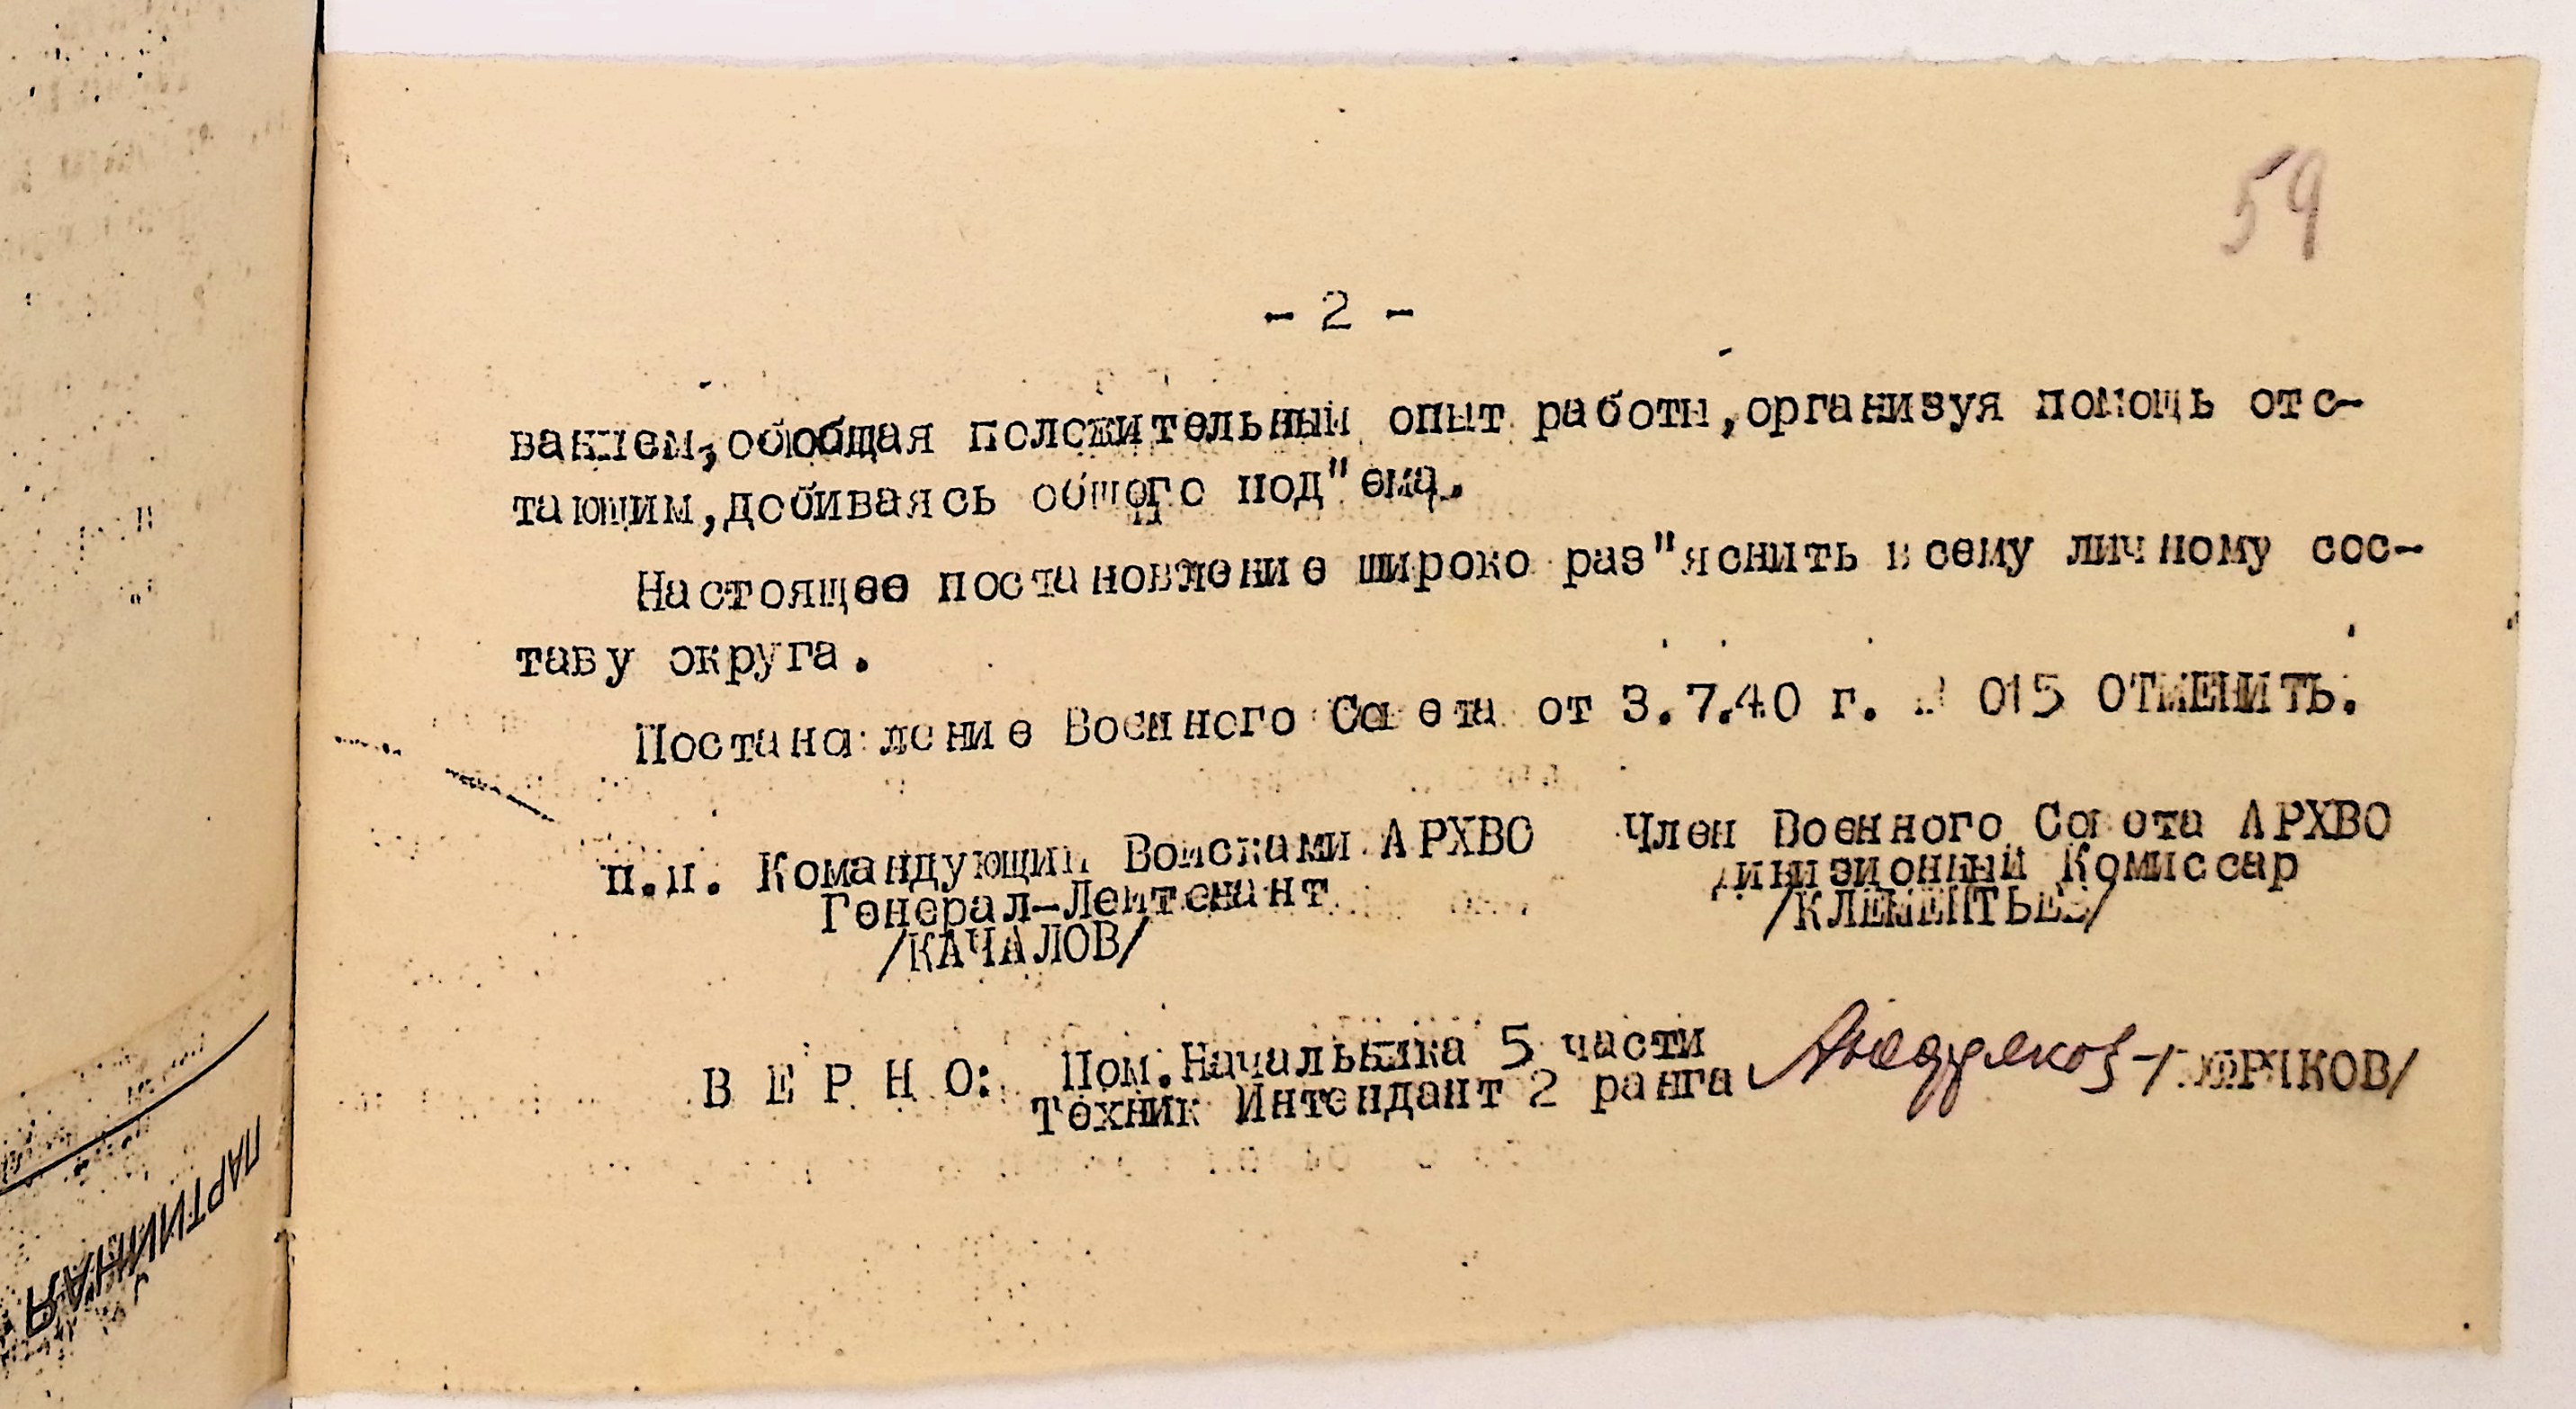 59
- 2 -
ванием, обобщая положительный опыт работы, организуя помощь отс-
тающим, добиваясь общего под"ема.
Настоящее постановление широко раз"яснить всему личному сос-
таву округа.
Постановление Военного Совета от 3.7.40 г. № 015 ОТМЕНИТЬ.
п.п. Командующий Войсками АРХВО
Генерал-Лейтенант
/КАЧАЛОВ/
Член Военного Совета АРХВО
дивизионный Комиссар
/КЛЕМЕНТЬЕВ/
В Е Р Н О: Пом.Начальника 5 части
Техник Интендант 2 ранга
ПАРТИЙНАЯ